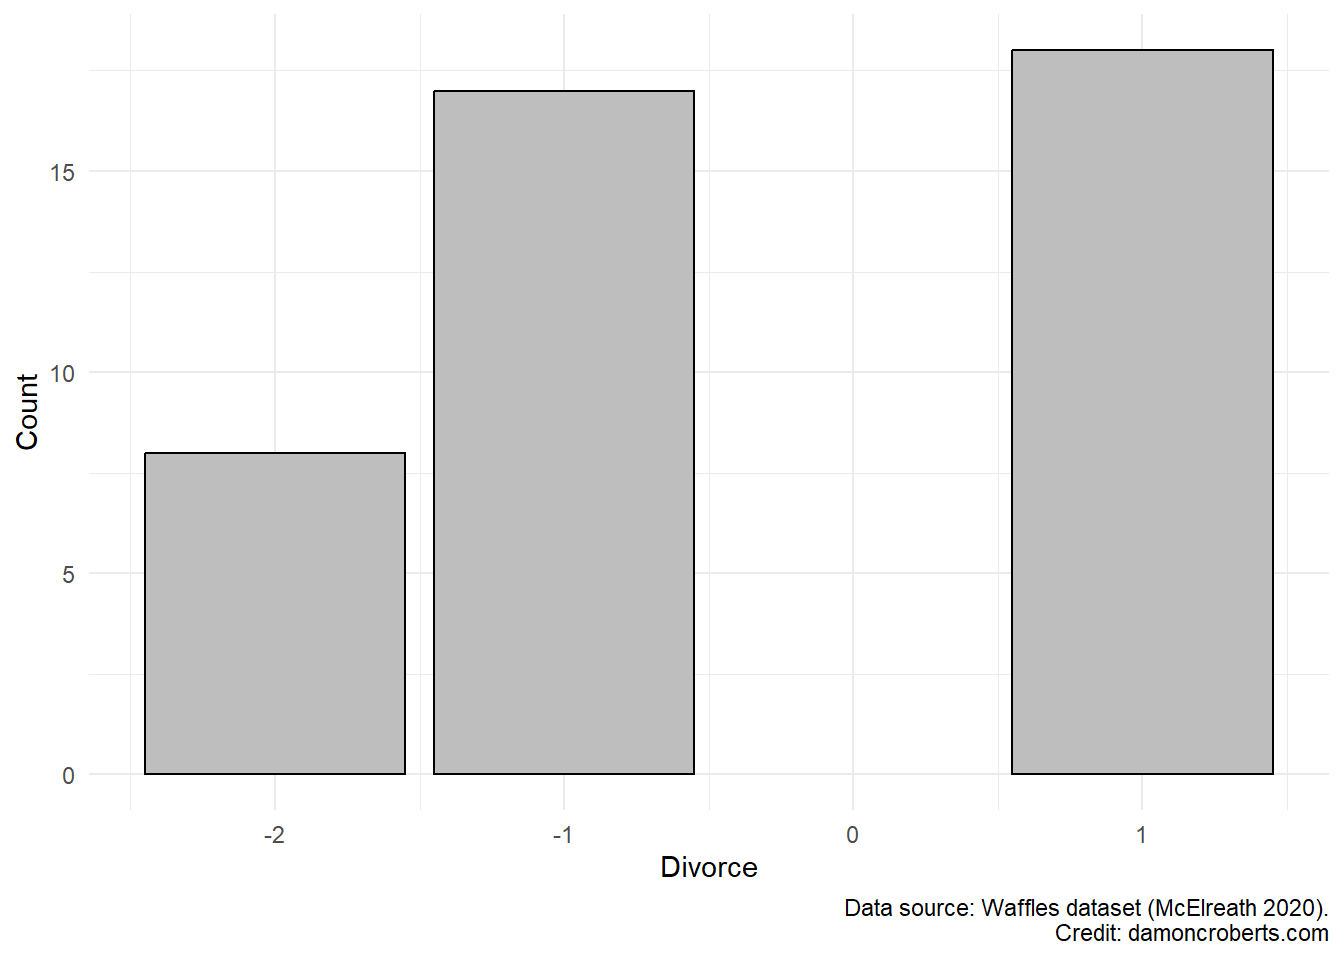 Count
15
10
5
0
-2 -1 0 1
Divorce
Data source: Waffles dataset (McElreath 2020).
Credit: damoncroberts.com